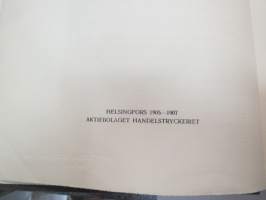 HELSINGFORS 1905–1907
AKTIEBOLAGET HANDELSTRYCKERIET